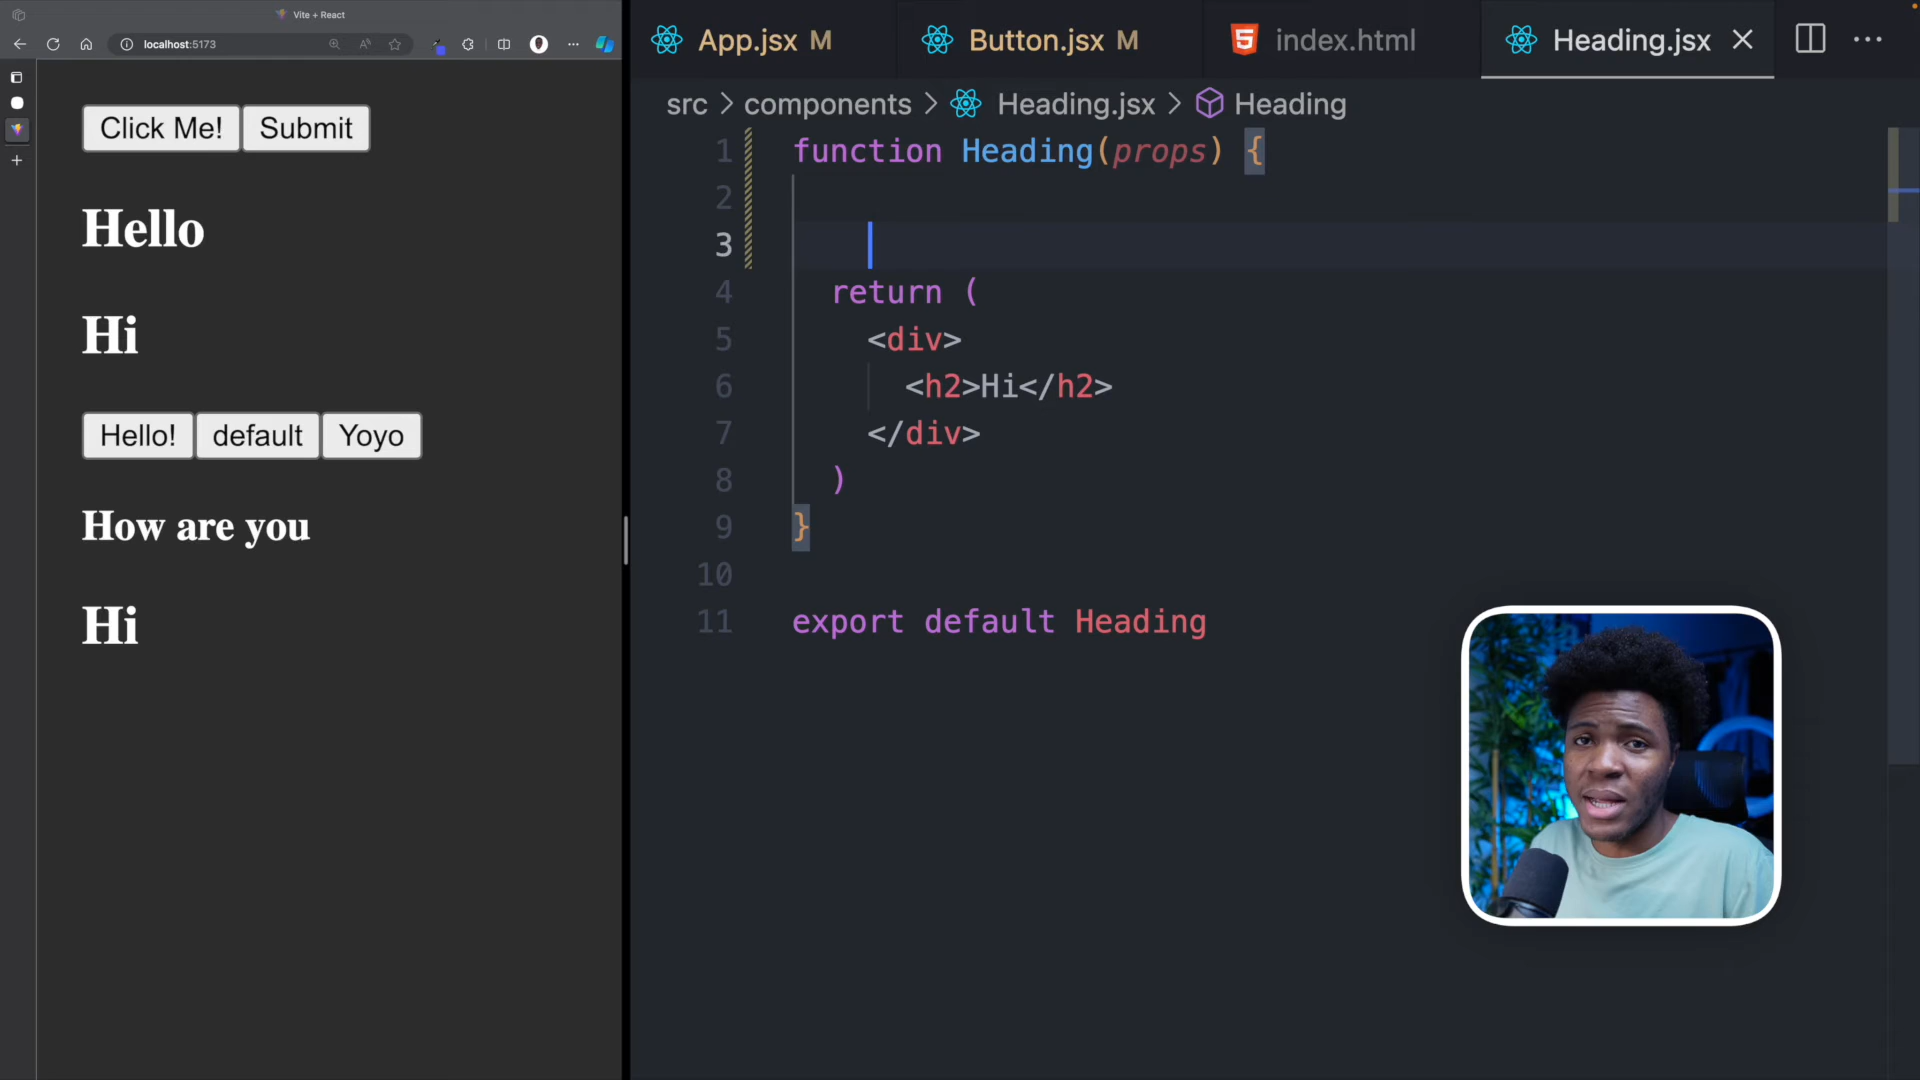 Vite + React
localhost:5173
Click Me! Submit
Hello
Hi
Hello! default Yoyo
How are you
Hi
App.jsx M Button.jsx M index.html Heading.jsx
src > components > Heading.jsx > Heading
1 function Heading(props) {
2
3
4 return (
5 <div>
6 <h2>Hi</h2>
7 </div>
8 )
9 }
10
11 export default Heading